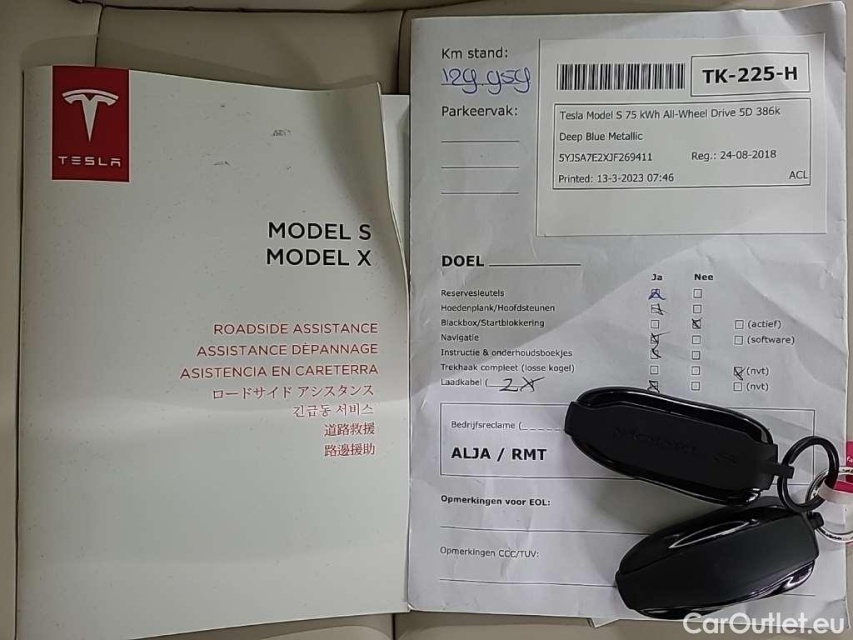 TESLA
MODEL S
MODEL X
ROADSIDE ASSISTANCE
ASSISTANCE DÉPANNAGE
ASISTENCIA EN CARETERRA
ロードサイド アシスタンス
긴급동 서비스
道路救援
路邊援助
Km stand:
Parkeervak:
TK-225-H
Tesla Model S 75 kWh All-Wheel Drive 5D 386k
Deep Blue Metallic
5YJSA7E2XJF269411 Reg.: 24-08-2018
Printed: 13-3-2023 07:46 ACL
DOEL
Ja Nee
Reservesleutels
Hoedenplank/Hoofdsteunen
Blackbox/Startblokkering (actief)
Navigatie (software)
Instructie & onderhoudsboekjes
Trekhaak compleet (losse kogel) (nvt)
Laadkabel ( 2X (nvt)
Bedrijfsreclame (
ALJA / RMT
Opmerkingen voor EOL:
Opmerkingen CCC/TUV:
CarOutlet.eu